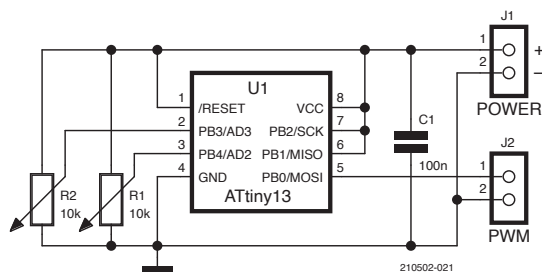 J1
1
+
2
–
POWER
U1
1
/RESET
VCC
8
2
PB3/AD3
PB2/SCK
7
3
PB4/AD2
PB1/MISO
6
4
GND
PB0/MOSI
5
ATtiny13
C1
100n
J2
1
2
PWM
R2
10k
R1
10k
210502-021